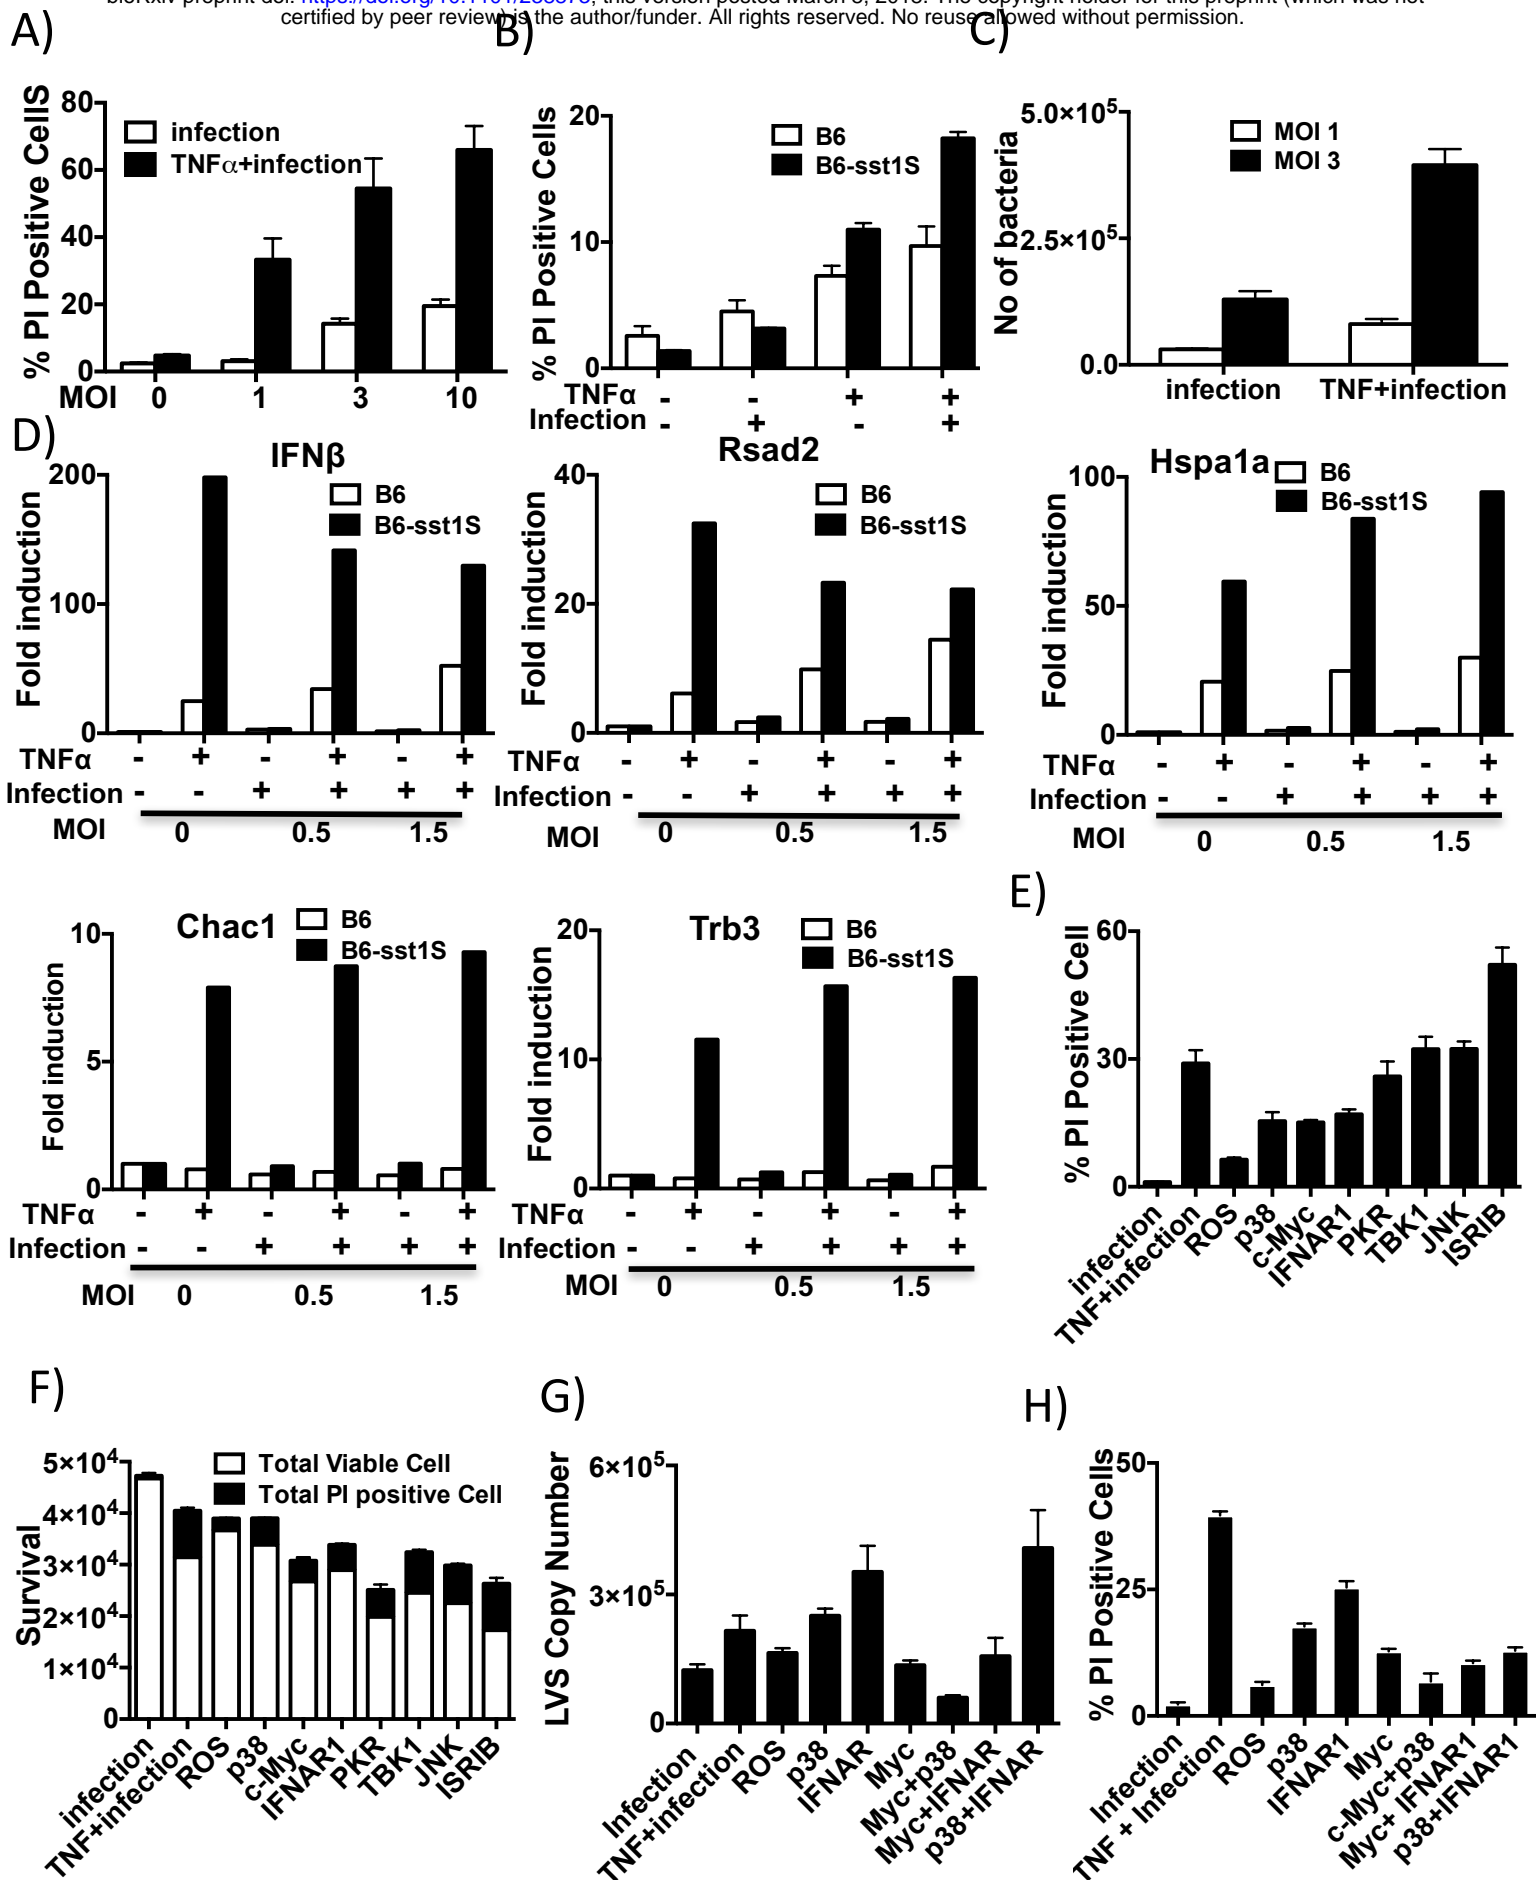 certified by peer review) is the author/funder. All rights reserved. No reuse allowed without permission.
A)
B)
C)
% PI Positive CellS
80
60
40
20
0
infection
TNFα+infection
MOI 0 1 3 10
% PI Positive Cells
20
10
0
B6
B6-sst1S
TNFα - - + +
Infection - + - +
No of bacteria
5.0×10⁵
2.5×10⁵
0.0
MOI 1
MOI 3
infection TNF+infection
D)
IFNβ
Fold induction
200
100
0
B6
B6-sst1S
TNFα - + - + - +
Infection - - + + + +
MOI 0 0.5 1.5
Rsad2
Fold induction
40
20
0
B6
B6-sst1S
TNFα - + - + - +
Infection - - + + + +
MOI 0 0.5 1.5
Hspa1a
Fold induction
100
50
0
B6
B6-sst1S
TNFα - + - + - +
Infection - - + + + +
MOI 0 0.5 1.5
Chac1
Fold induction
10
5
0
B6
B6-sst1S
TNFα - + - + - +
Infection - - + + + +
MOI 0 0.5 1.5
Trb3
Fold induction
20
10
0
B6
B6-sst1S
TNFα - + - + - +
Infection - - + + + +
MOI 0 0.5 1.5
E)
% PI Positive Cell
60
30
0
infection
TNF+infection
ROS
p38
c-Myc
IFNAR1
PKR
TBK1
JNK
ISRIB
F)
Survival
5×10⁴
4×10⁴
3×10⁴
2×10⁴
1×10⁴
0
Total Viable Cell
Total PI positive Cell
infection
TNF+infection
ROS
p38
c-Myc
IFNAR1
PKR
TBK1
JNK
ISRIB
G)
LVS Copy Number
6×10⁵
3×10⁵
0
Infection
TNF+infection
ROS
p38
IFNAR
Myc
Myc+p38
Myc+IFNAR
p38+IFNAR
H)
% PI Positive Cells
50
25
0
Infection
TNF + Infection
ROS
p38
IFNAR1
Myc
c-Myc+p38
Myc+ IFNAR1
p38+IFNAR1